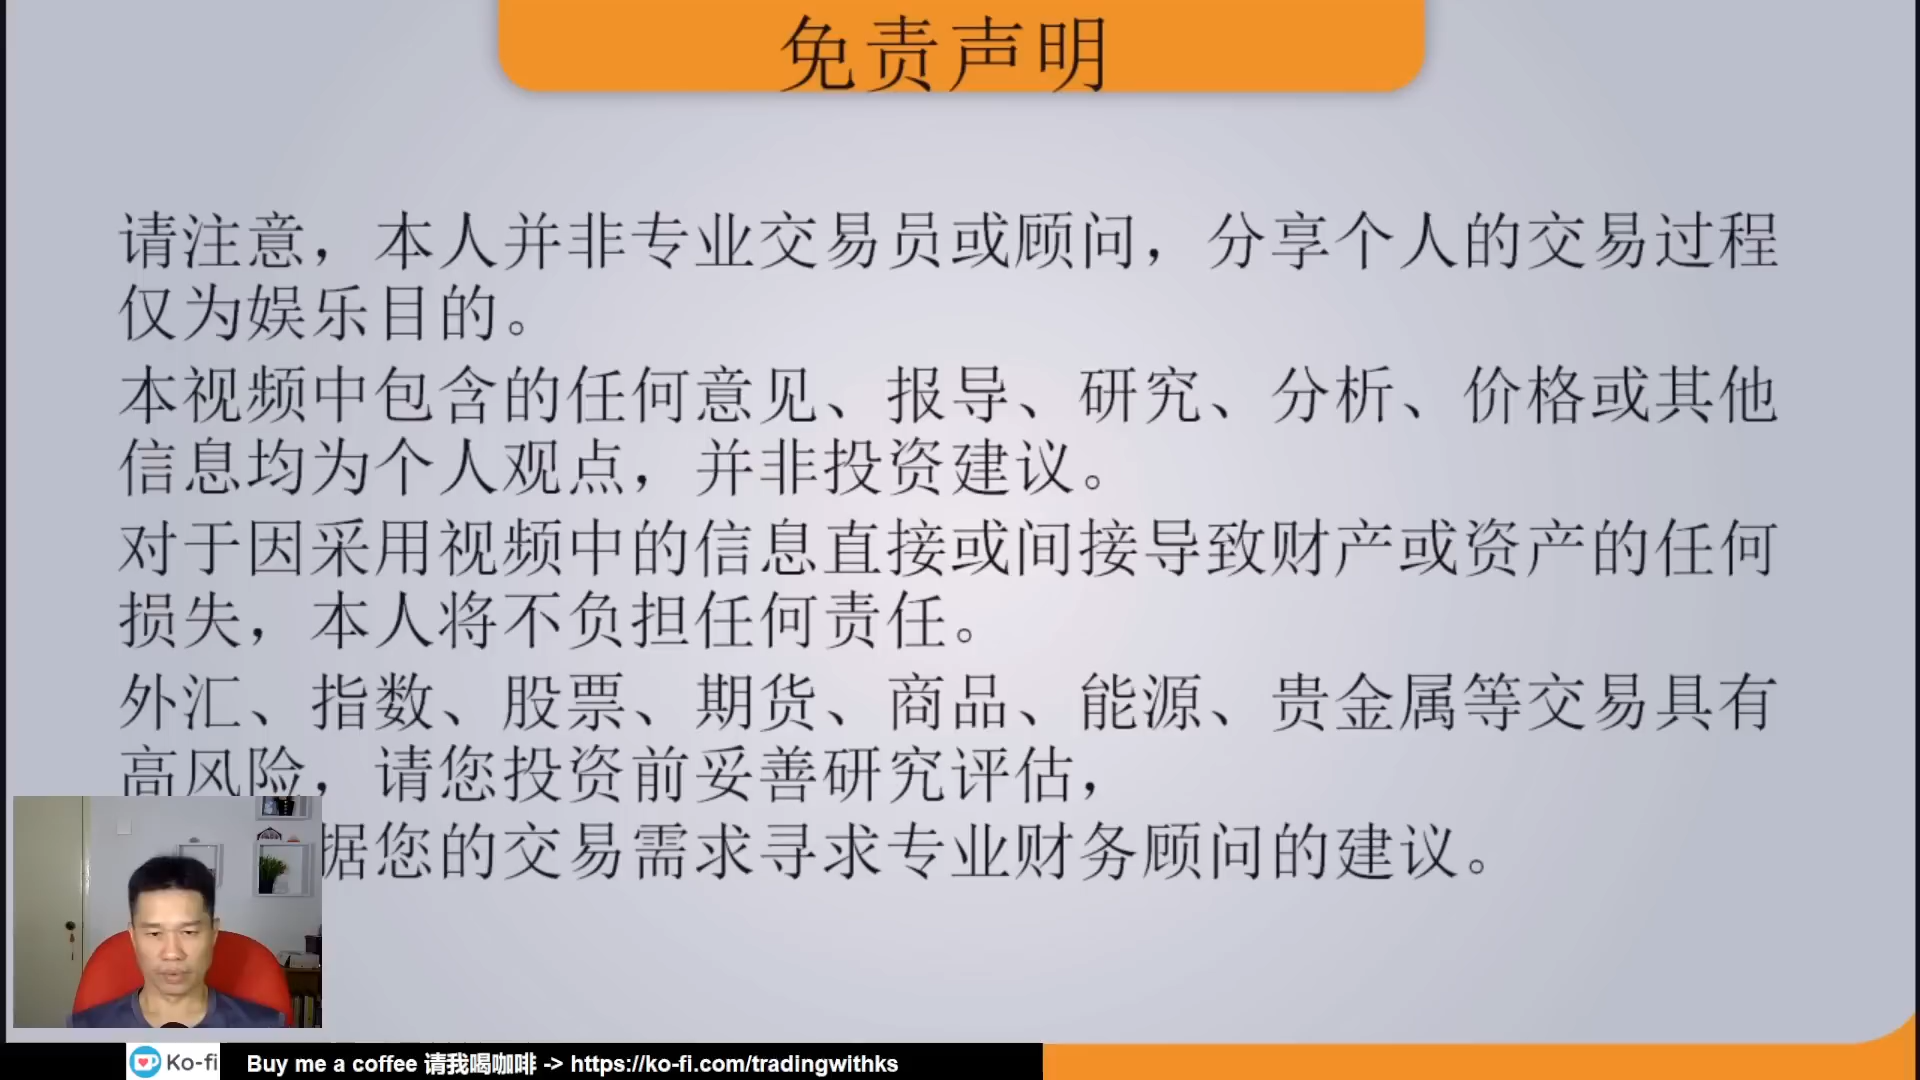 免责声明
请注意，本人并非专业交易员或顾问，分享个人的交易过程
仅为娱乐目的。
本视频中包含的任何意见、报导、研究、分析、价格或其他
信息均为个人观点，并非投资建议。
对于因采用视频中的信息直接或间接导致财产或资产的任何
损失，本人将不负担任何责任。
外汇、指数、股票、期货、商品、能源、贵金属等交易具有
高风险，请您投资前妥善研究评估，
据您的交易需求寻求专业财务顾问的建议。
Ko-fi Buy me a coffee 请我喝咖啡 -> https://ko-fi.com/tradingwithks